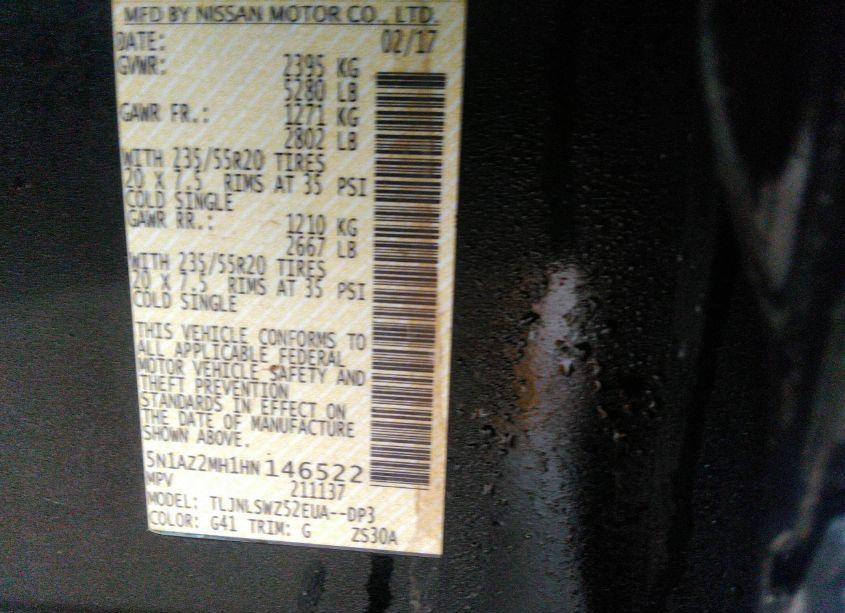 MFD BY NISSAN MOTOR CO., LTD.
DATE: 02/17
GVWR: 2395 KG
5280 LB
GAWR FR.: 1271 KG
2802 LB
WITH 235/55R20 TIRES
20 X 7.5 RIMS AT 35 PSI
COLD SINGLE
GAWR RR.: 1210 KG
2667 LB
WITH 235/55R20 TIRES
20 X 7.5 RIMS AT 35 PSI
COLD SINGLE
THIS VEHICLE CONFORMS TO
ALL APPLICABLE FEDERAL
MOTOR VEHICLE SAFETY AND
THEFT PREVENTION
STANDARDS IN EFFECT ON
THE DATE OF MANUFACTURE
SHOWN ABOVE.
5N1AZ2MH1HN146522
MPV 211137
MODEL: TLJNLSWZ52EUA--DP3
COLOR: G41 TRIM: G ZS30A